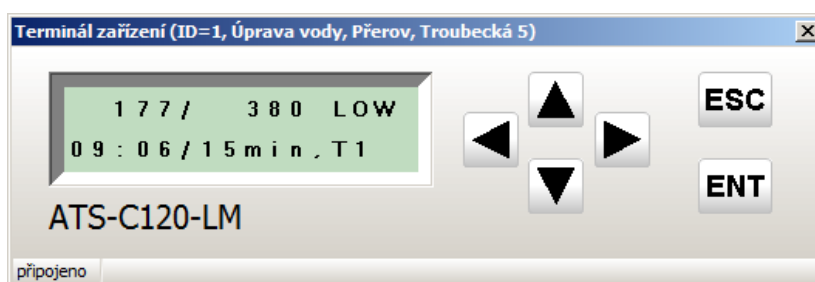 Terminál zařízení (ID=1, Úprava vody, Přerov, Troubecká 5)
177/ 380 LOW
09:06/15min,T1
ESC
ENT
ATS-C120-LM
připojeno